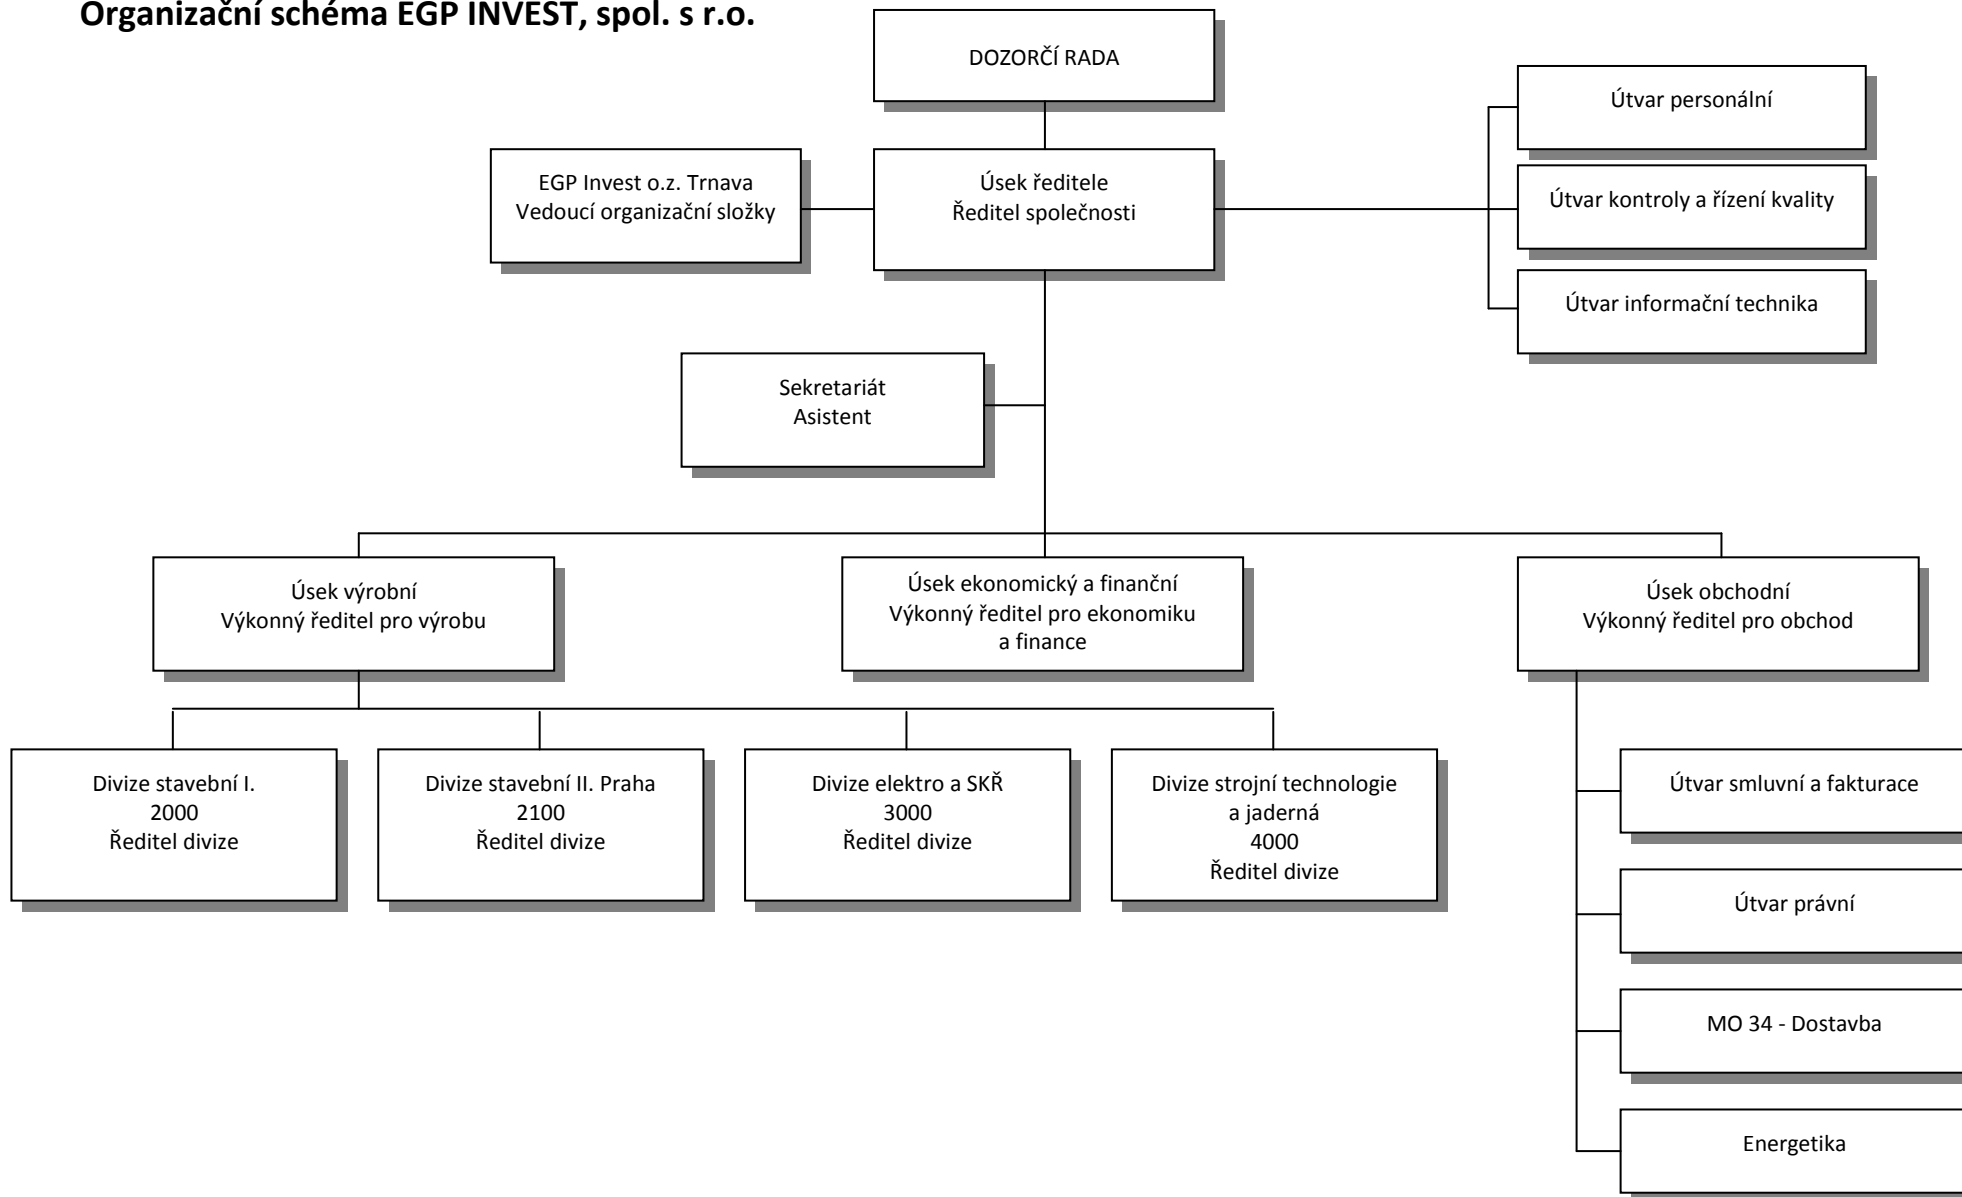 Organizační schéma EGP INVEST, spol. s r.o.
DOZORČÍ RADA
Útvar personální
EGP Invest o.z. Trnava
Vedoucí organizační složky
Úsek ředitele
Ředitel společnosti
Útvar kontroly a řízení kvality
Útvar informační technika
Sekretariát
Asistent
Úsek výrobní
Výkonný ředitel pro výrobu
Úsek ekonomický a finanční
Výkonný ředitel pro ekonomiku
a finance
Úsek obchodní
Výkonný ředitel pro obchod
Divize stavební I.
2000
Ředitel divize
Divize stavební II. Praha
2100
Ředitel divize
Divize elektro a SKŘ
3000
Ředitel divize
Divize strojní technologie
a jaderná
4000
Ředitel divize
Útvar smluvní a fakturace
Útvar právní
MO 34 - Dostavba
Energetika